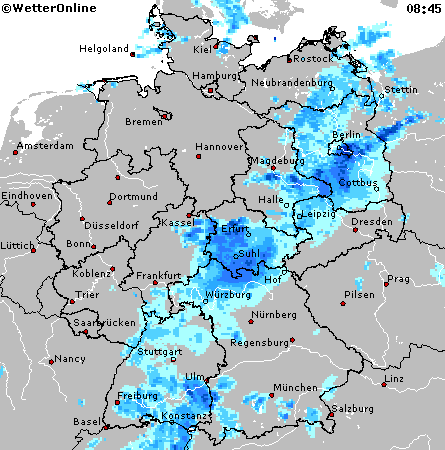 ©WetterOnline 08:45
Helgoland
Kiel
Rostock
Hamburg
Neubrandenburg
Stettin
Bremen
Berlin
Amsterdam
Hannover
Magdeburg
Cottbus
Eindhoven
Dortmund
Halle
Leipzig
Düsseldorf
Kassel
Dresden
Erfurt
Lüttich
Bonn
Suhl
Koblenz
Frankfurt
Hof
Prag
Trier
Würzburg
Pilsen
Saarbrücken
Nürnberg
Regensburg
Nancy
Stuttgart
Ulm
Linz
München
Freiburg
Salzburg
Konstanz
Basel